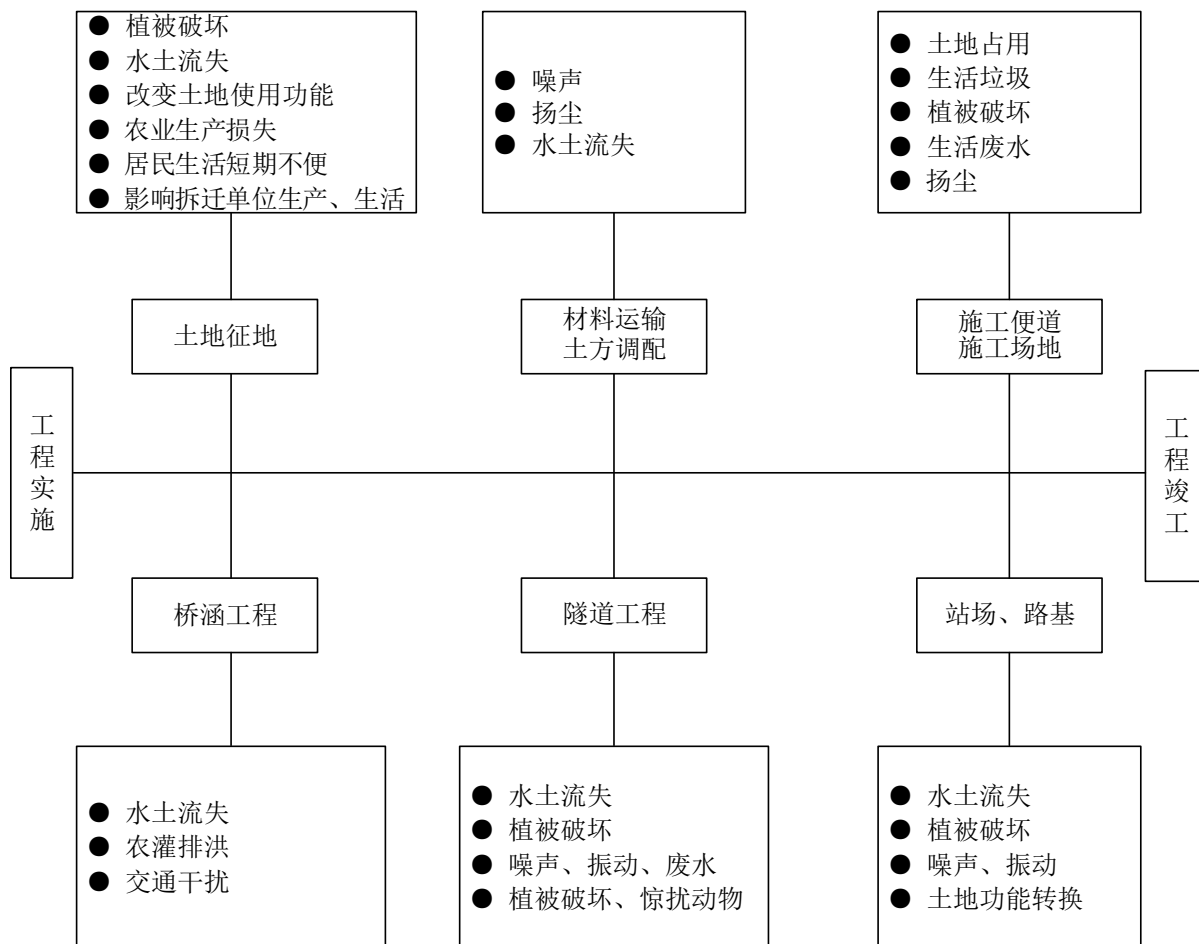 ● 植被破坏
● 水土流失
● 改变土地使用功能
● 农业生产损失
● 居民生活短期不便
● 影响拆迁单位生产、生活
● 噪声
● 扬尘
● 水土流失
● 土地占用
● 生活垃圾
● 植被破坏
● 生活废水
● 扬尘
土地征地
材料运输
土方调配
施工便道
施工场地
工程实施
工程竣工
桥涵工程
隧道工程
站场、路基
● 水土流失
● 农灌排洪
● 交通干扰
● 水土流失
● 植被破坏
● 噪声、振动、废水
● 植被破坏、惊扰动物
● 水土流失
● 植被破坏
● 噪声、振动
● 土地功能转换